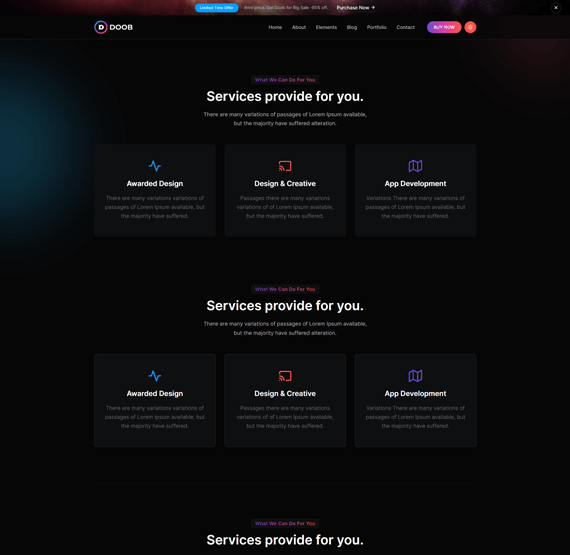 Limited Time Offer
Intro price. Get Doob for Big Sale -95% off.
Purchase Now →
D DOOB
Home
About
Elements
Blog
Portfolio
Contact
BUY NOW
What We Can Do For You
Services provide for you.
There are many variations of passages of Lorem Ipsum available,
but the majority have suffered alteration.
Awarded Design
There are many variations variations of
passages of Lorem Ipsum available, but
the majority have suffered.
Design & Creative
Passages there are many variations
variations of of Lorem Ipsum available,
but the majority have suffered.
App Development
Variations There are many variations of
passages of Lorem Ipsum available, but
the majority have suffered.
What We Can Do For You
Services provide for you.
There are many variations of passages of Lorem Ipsum available,
but the majority have suffered alteration.
Awarded Design
There are many variations variations of
passages of Lorem Ipsum available, but
the majority have suffered.
Design & Creative
Passages there are many variations
variations of of Lorem Ipsum available,
but the majority have suffered.
App Development
Variations There are many variations of
passages of Lorem Ipsum available, but
the majority have suffered.
What We Can Do For You
Services provide for you.